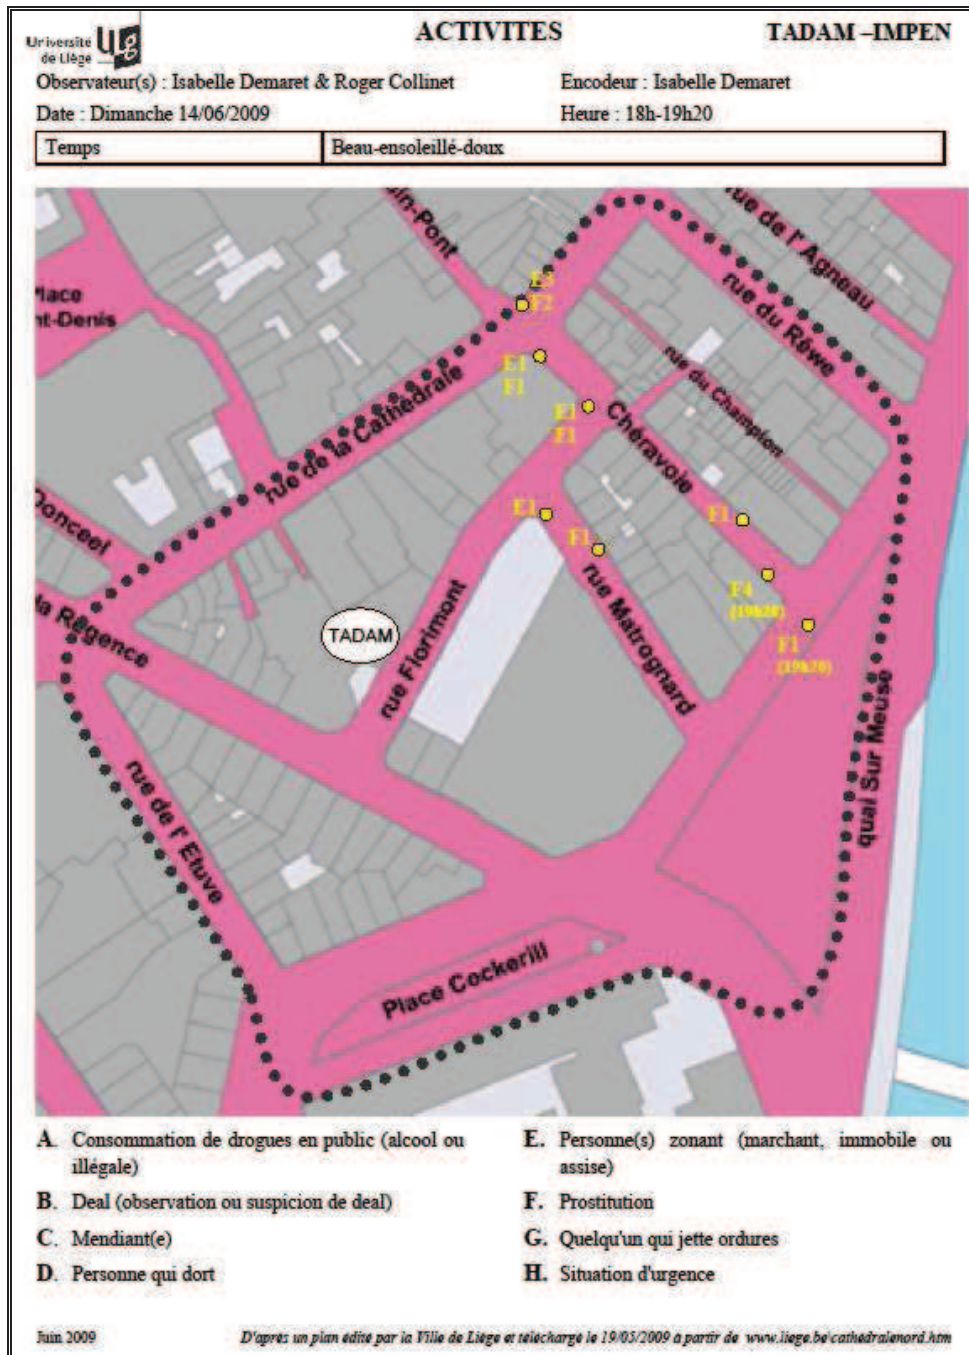 Université
de Liège
ULg
ACTIVITES
TADAM –IMPEN
Observateur(s) : Isabelle Demaret & Roger Collinet
Encodeur : Isabelle Demaret
Date : Dimanche 14/06/2009
Heure : 18h-19h20
Temps
Beau-ensoleillé-doux
in-Pont
rue de l' Agneau
Place
nt-Denis
E3
F2
rue du Rêwe
E1
F1
rue du Champion
rue de la Cathédrale
E1
F1
Chéravoie
Donceel
E1
F1
F1
rue Matrognard
F4
(19h20)
F1
(19h20)
la Régence
TADAM
rue Florimont
quai Sur Meuse
rue de l' Etuve
Place Cockerill
A. Consommation de drogues en public (alcool ou
illégale)
B. Deal (observation ou suspicion de deal)
C. Mendiant(e)
D. Personne qui dort
E. Personne(s) zonant (marchant, immobile ou
assise)
F. Prostitution
G. Quelqu'un qui jette ordures
H. Situation d'urgence
Juin 2009
D'après un plan édité par la Ville de Liège et téléchargé le 19/05/2009 à partir de www.liege.be\cathedralenord.htm